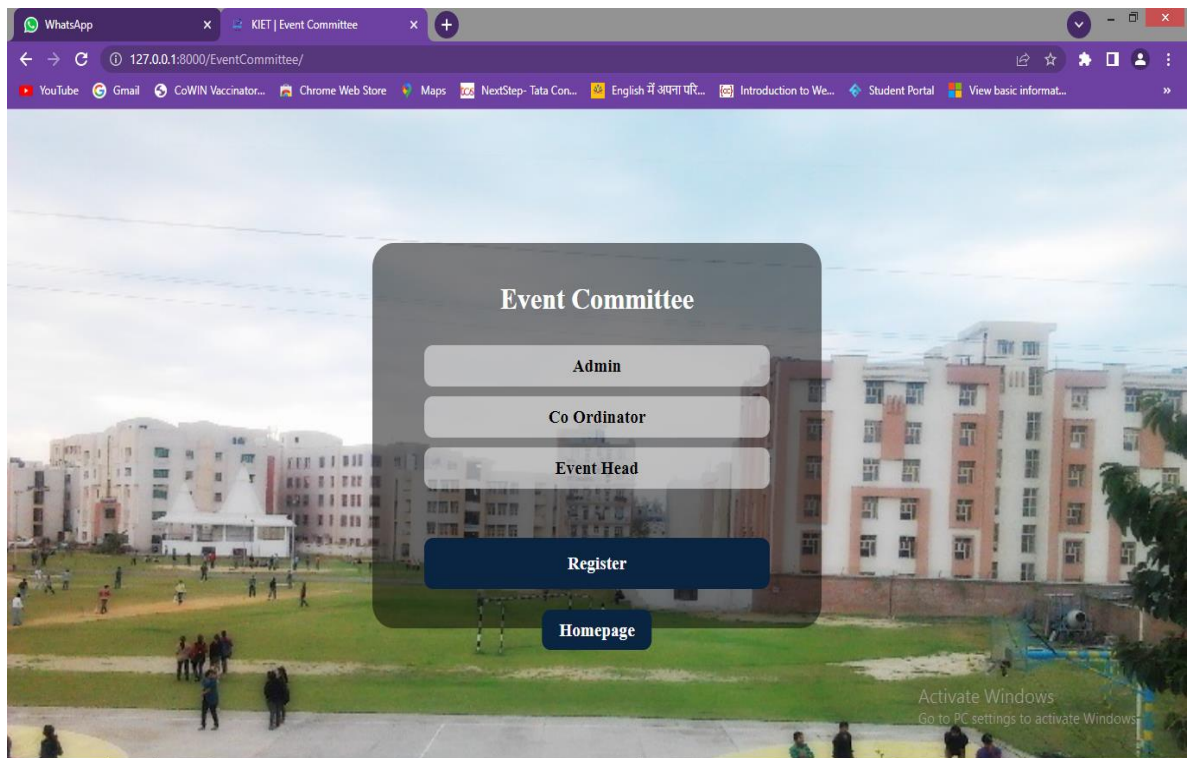 WhatsApp
KIET | Event Committee
127.0.0.1:8000/EventCommittee/
YouTube Gmail CoWIN Vaccinator... Chrome Web Store Maps NextStep- Tata Con... English में अपना परि... Introduction to We... Student Portal View basic informat... »
Event Committee
Admin
Co Ordinator
Event Head
Register
Homepage
Activate Windows
Go to PC settings to activate Windows.